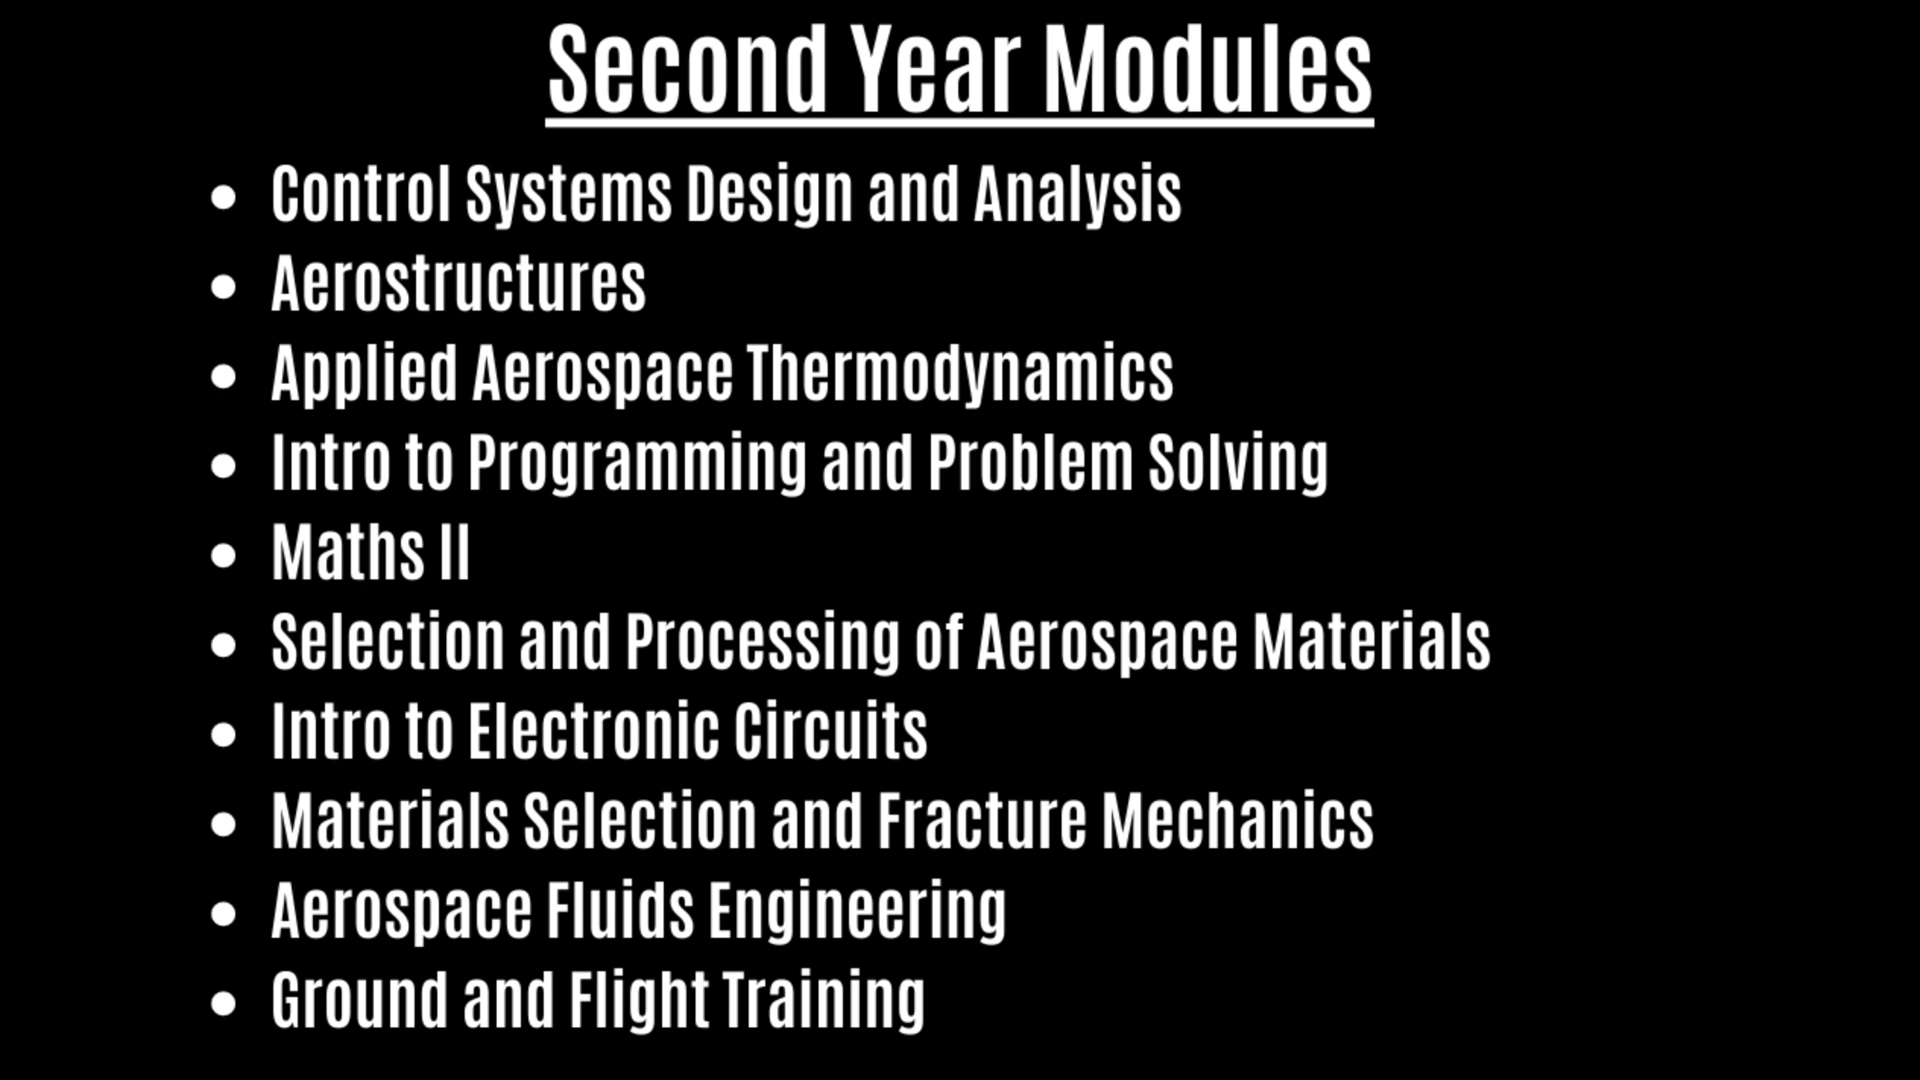 Second Year Modules
• Control Systems Design and Analysis
• Aerostructures
• Applied Aerospace Thermodynamics
• Intro to Programming and Problem Solving
• Maths II
• Selection and Processing of Aerospace Materials
• Intro to Electronic Circuits
• Materials Selection and Fracture Mechanics
• Aerospace Fluids Engineering
• Ground and Flight Training